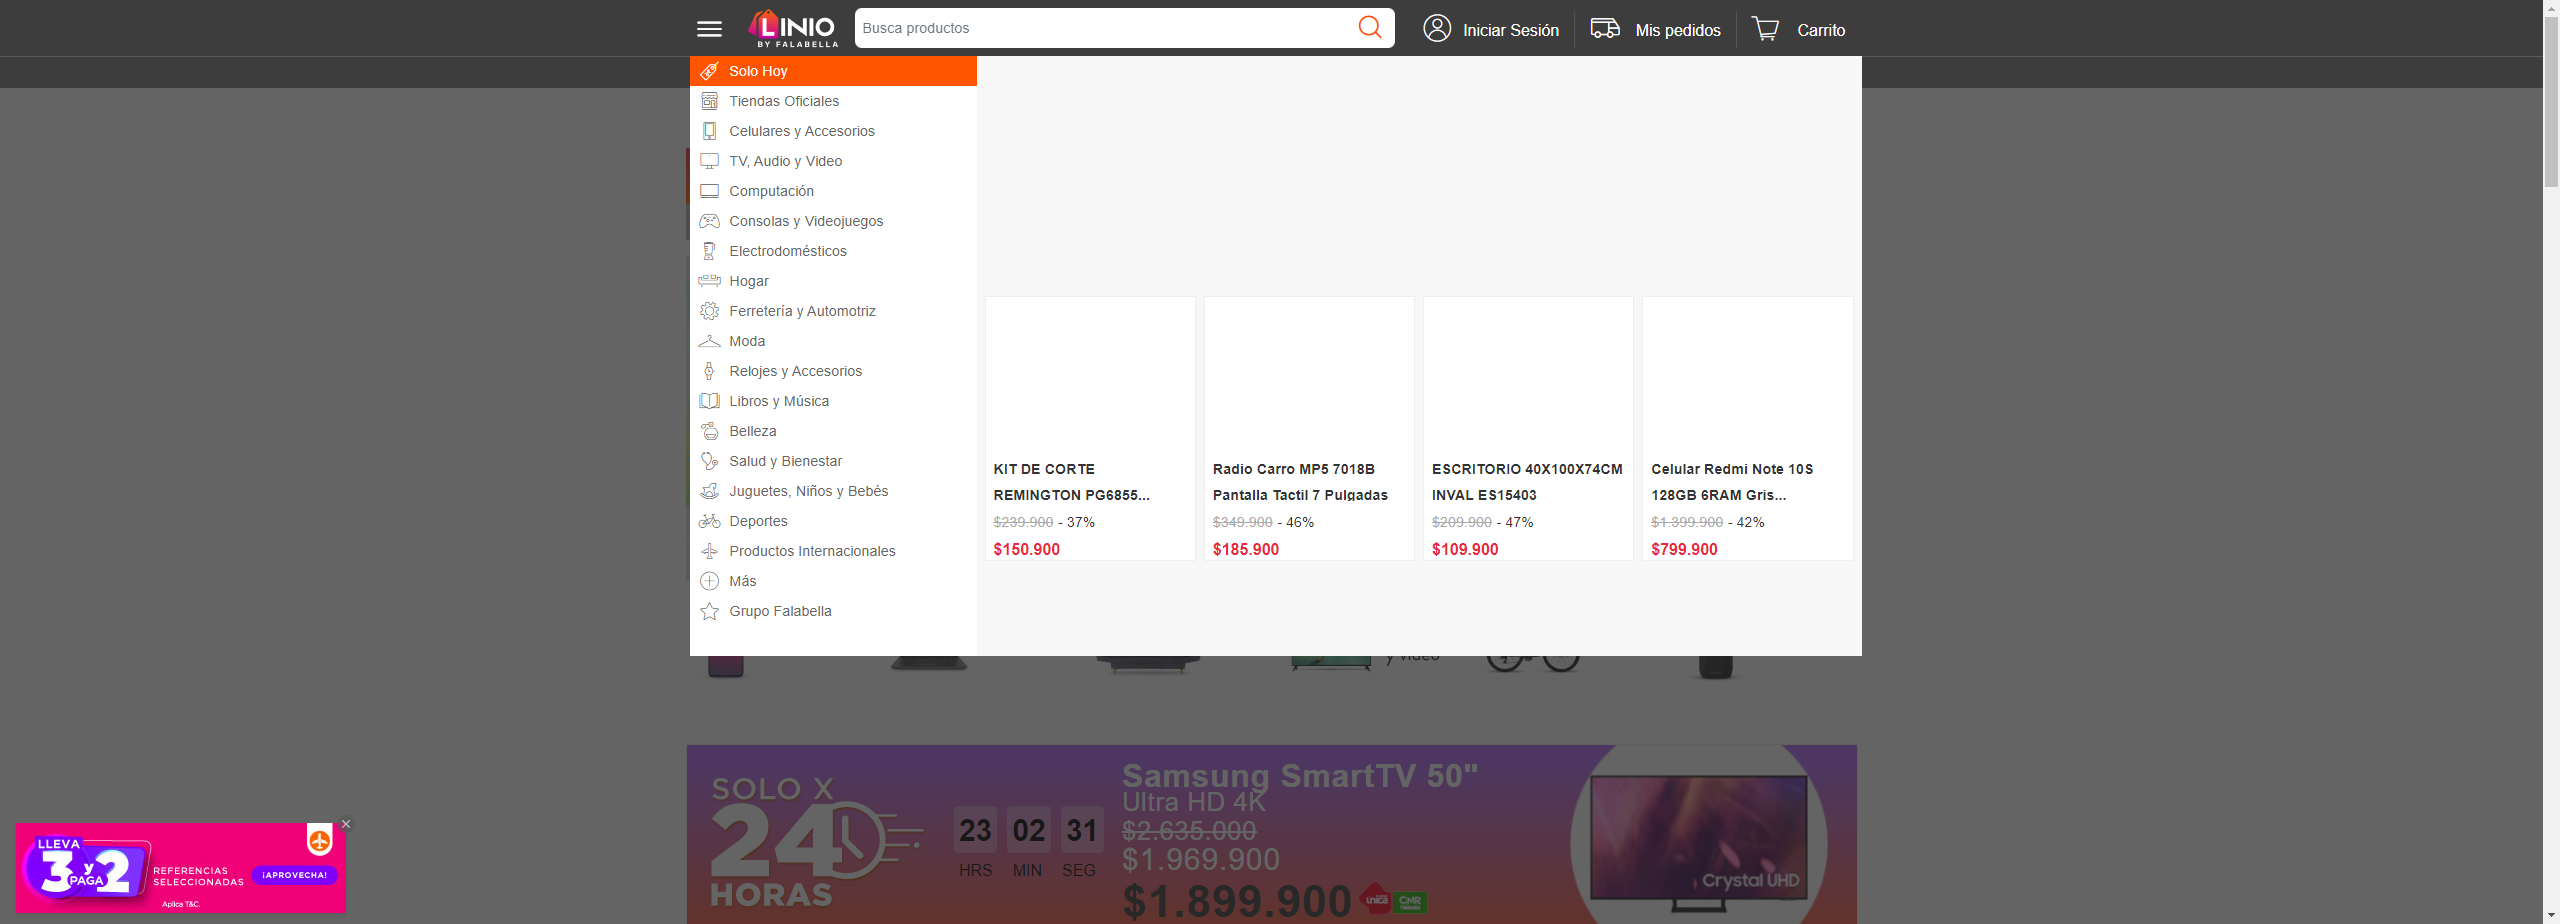 LINIO
BY FALABELLA
Busca productos
Iniciar Sesión
Mis pedidos
Carrito
Solo Hoy
Tiendas Oficiales
Celulares y Accesorios
TV, Audio y Video
Computación
Consolas y Videojuegos
Electrodomésticos
Hogar
Ferretería y Automotriz
Moda
Relojes y Accesorios
Libros y Música
Belleza
Salud y Bienestar
Juguetes, Niños y Bebés
Deportes
Productos Internacionales
Más
Grupo Falabella
KIT DE CORTE
REMINGTON PG6855...
$239.900 - 37%
$150.900
Radio Carro MP5 7018B
Pantalla Tactil 7 Pulgadas
$349.900 - 46%
$185.900
ESCRITORIO 40X100X74CM
INVAL ES15403
$209.900 - 47%
$109.900
Celular Redmi Note 10S
128GB 6RAM Gris...
$1.399.900 - 42%
$799.900
y video
SOLO X
24
HORAS
23 02 31
HRS MIN SEG
Samsung SmartTV 50"
Ultra HD 4K
$2.635.000
$1.969.900
$1.899.900
unica
CMR
Crystal UHD
LLEVA
3 y 2
PAGA
REFERENCIAS
SELECCIONADAS
¡APROVECHA!
Aplica T&C.